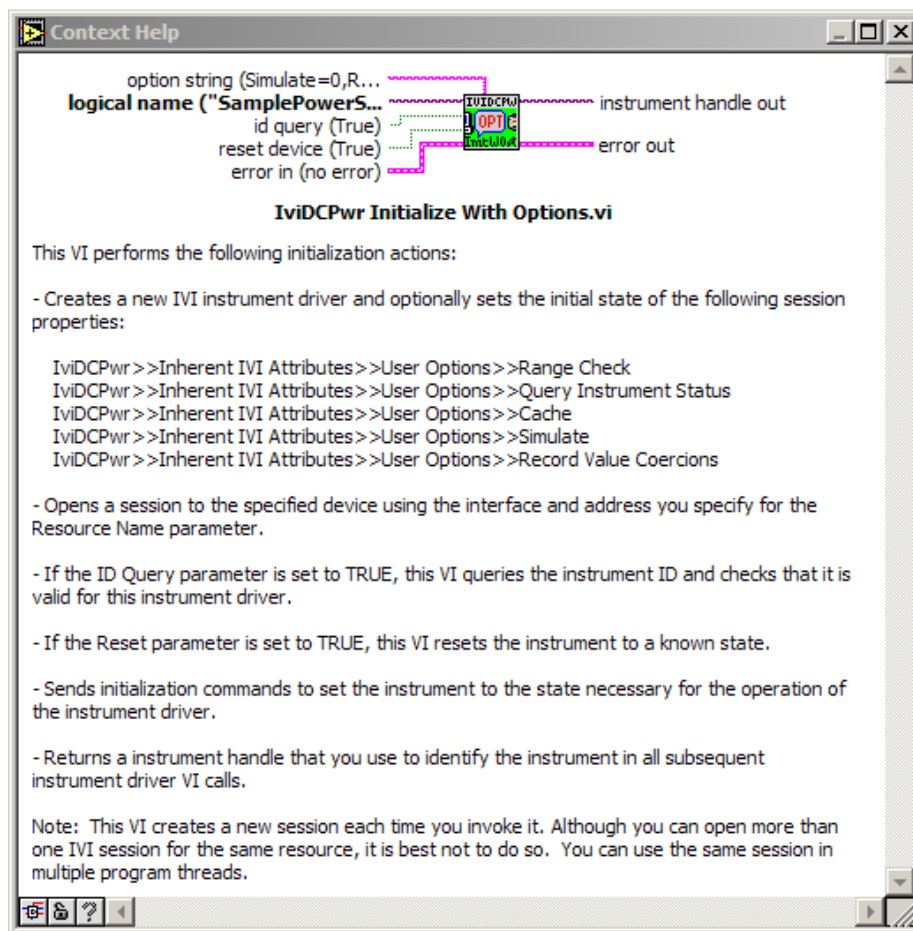 Context Help
option string (Simulate=0,R...
logical name ("SamplePowerS...
id query (True)
reset device (True)
error in (no error)
IVIDCPW
OPT
InitWOpt
instrument handle out
error out
IviDCPwr Initialize With Options.vi
This VI performs the following initialization actions:
- Creates a new IVI instrument driver and optionally sets the initial state of the following session
properties:
IviDCPwr>>Inherent IVI Attributes>>User Options>>Range Check
IviDCPwr>>Inherent IVI Attributes>>User Options>>Query Instrument Status
IviDCPwr>>Inherent IVI Attributes>>User Options>>Cache
IviDCPwr>>Inherent IVI Attributes>>User Options>>Simulate
IviDCPwr>>Inherent IVI Attributes>>User Options>>Record Value Coercions
- Opens a session to the specified device using the interface and address you specify for the
Resource Name parameter.
- If the ID Query parameter is set to TRUE, this VI queries the instrument ID and checks that it is
valid for this instrument driver.
- If the Reset parameter is set to TRUE, this VI resets the instrument to a known state.
- Sends initialization commands to set the instrument to the state necessary for the operation of
the instrument driver.
- Returns a instrument handle that you use to identify the instrument in all subsequent
instrument driver VI calls.
Note:  This VI creates a new session each time you invoke it. Although you can open more than
one IVI session for the same resource, it is best not to do so.  You can use the same session in
multiple program threads.
?